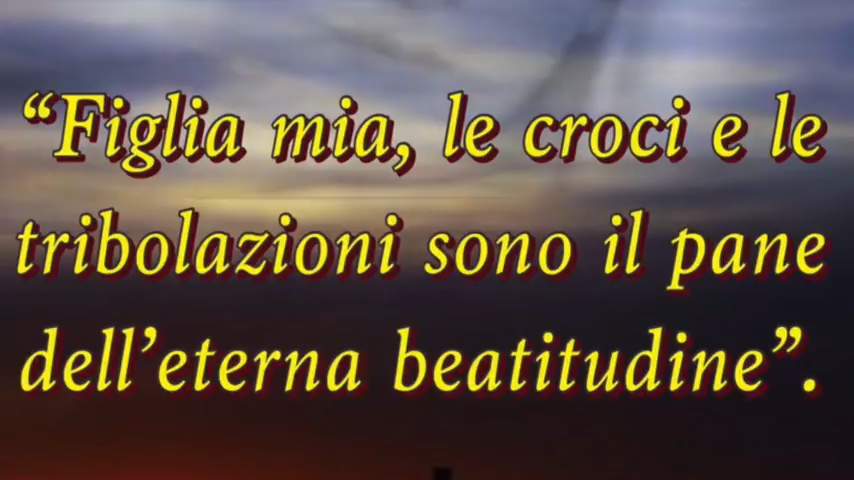 “Figlia mia, le croci e le
tribolazioni sono il pane
dell’eterna beatitudine”.